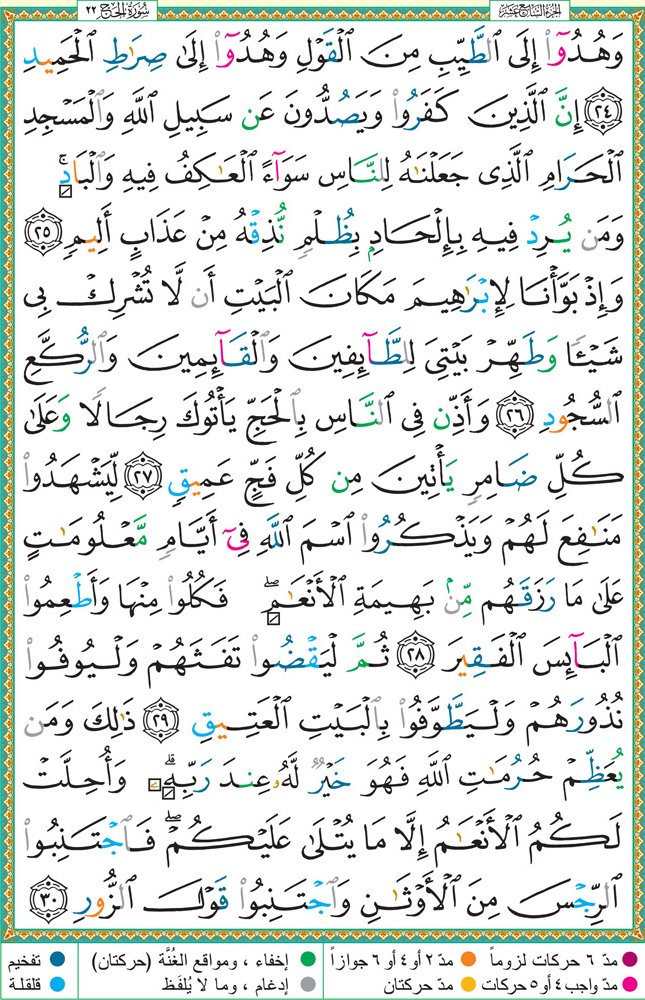 الجزء السابع عشر
سورة الحج ٢٢
وَهُدُوٓا۟ إِلَى ٱلطَّيِّبِ مِنَ ٱلْقَوْلِ وَهُدُوٓا۟ إِلَىٰ صِرَٰطِ ٱلْحَمِيدِ
﴿٢٤﴾ إِنَّ ٱلَّذِينَ كَفَرُوا۟ وَيَصُدُّونَ عَن سَبِيلِ ٱللَّهِ وَٱلْمَسْجِدِ
ٱلْحَرَامِ ٱلَّذِى جَعَلْنَٰهُ لِلنَّاسِ سَوَآءً ٱلْعَٰكِفُ فِيهِ وَٱلْبَادِ ۚ
وَمَن يُرِدْ فِيهِ بِإِلْحَادٍۭ بِظُلْمٍ نُّذِقْهُ مِنْ عَذَابٍ أَلِيمٍ ﴿٢٥﴾
وَإِذْ بَوَّأْنَا لِإِبْرَٰهِيمَ مَكَانَ ٱلْبَيْتِ أَن لَّا تُشْرِكْ بِى
شَيْـًٔا وَطَهِّرْ بَيْتِىَ لِلطَّآئِفِينَ وَٱلْقَآئِمِينَ وَٱلرُّكَّعِ
ٱلسُّجُودِ ﴿٢٦﴾ وَأَذِّن فِى ٱلنَّاسِ بِٱلْحَجِّ يَأْتُوكَ رِجَالًا وَعَلَىٰ
كُلِّ ضَامِرٍ يَأْتِينَ مِن كُلِّ فَجٍّ عَمِيقٍ ﴿٢٧﴾ لِّيَشْهَدُوا۟
مَنَٰفِعَ لَهُمْ وَيَذْكُرُوا۟ ٱسْمَ ٱللَّهِ فِىٓ أَيَّامٍ مَّعْلُومَٰتٍ
عَلَىٰ مَا رَزَقَهُم مِّنۢ بَهِيمَةِ ٱلْأَنْعَٰمِ ۖ فَكُلُوا۟ مِنْهَا وَأَطْعِمُوا۟
ٱلْبَآئِسَ ٱلْفَقِيرَ ﴿٢٨﴾ ثُمَّ لْيَقْضُوا۟ تَفَثَهُمْ وَلْيُوفُوا۟
نُذُورَهُمْ وَلْيَطَّوَّفُوا۟ بِٱلْبَيْتِ ٱلْعَتِيقِ ﴿٢٩﴾ ذَٰلِكَ وَمَن
يُعَظِّمْ حُرُمَٰتِ ٱللَّهِ فَهُوَ خَيْرٌ لَّهُۥ عِندَ رَبِّهِۦ ۗ وَأُحِلَّتْ
لَكُمُ ٱلْأَنْعَٰمُ إِلَّا مَا يُتْلَىٰ عَلَيْكُمْ ۖ فَٱجْتَنِبُوا۟
ٱلرِّجْسَ مِنَ ٱلْأَوْثَٰنِ وَٱجْتَنِبُوا۟ قَوْلَ ٱلزُّورِ ﴿٣٠﴾
مدّ ٦ حركات لزوماً مدّ ٢ أو ٤ أو ٦ جوازاً إخفاء ، ومواقع الغُنَّة (حركتان) تفخيم
مدّ واجب ٤ أو ٥ حركات مدّ حركتان إدغام ، وما لا يُلفَظ قلقلة